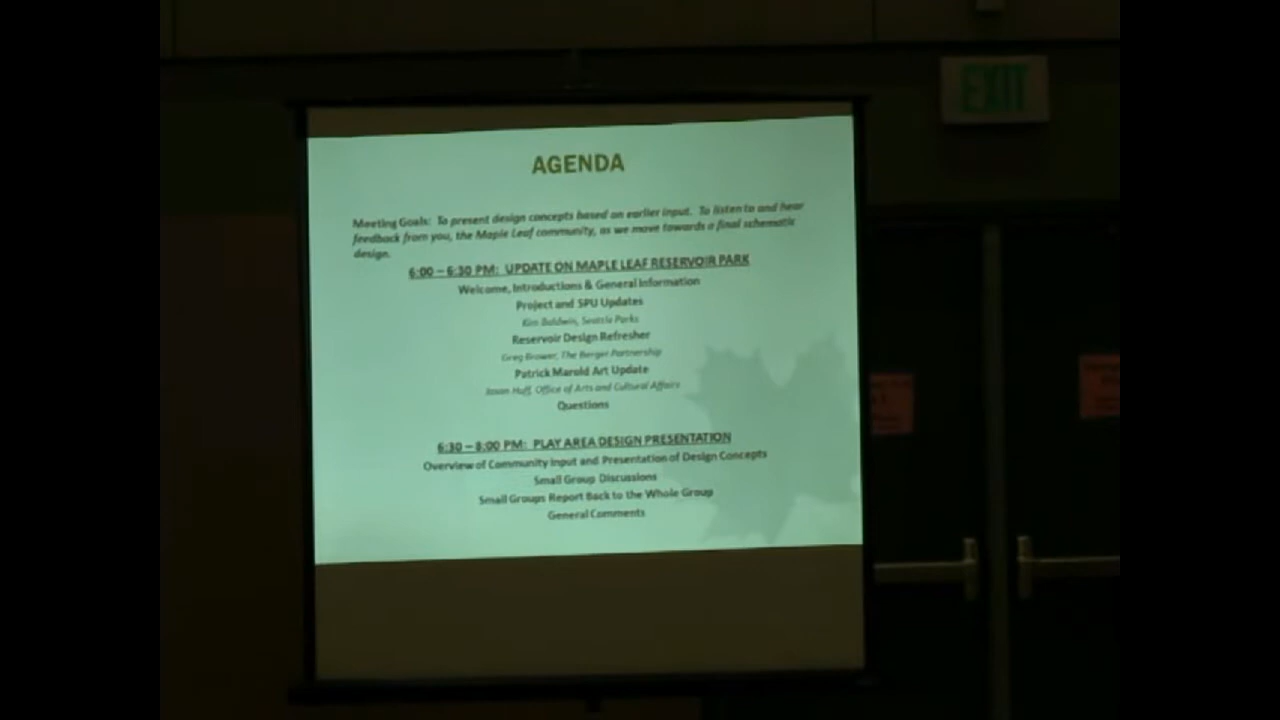 EXIT
AGENDA
Meeting Goals: To present design concepts based on earlier input. To listen to and hear
feedback from you, the Maple Leaf community, as we move towards a final schematic
design.
6:00 – 6:30 PM: UPDATE ON MAPLE LEAF RESERVOIR PARK
Welcome, Introductions & General Information
Project and SPU Updates
Kim Baldwin, Seattle Parks
Reservoir Design Refresher
Greg Brower, The Berger Partnership
Patrick Marold Art Update
Jason Huff, Office of Arts and Cultural Affairs
Questions
6:30 – 8:00 PM: PLAY AREA DESIGN PRESENTATION
Overview of Community Input and Presentation of Design Concepts
Small Group Discussions
Small Groups Report Back to the Whole Group
General Comments